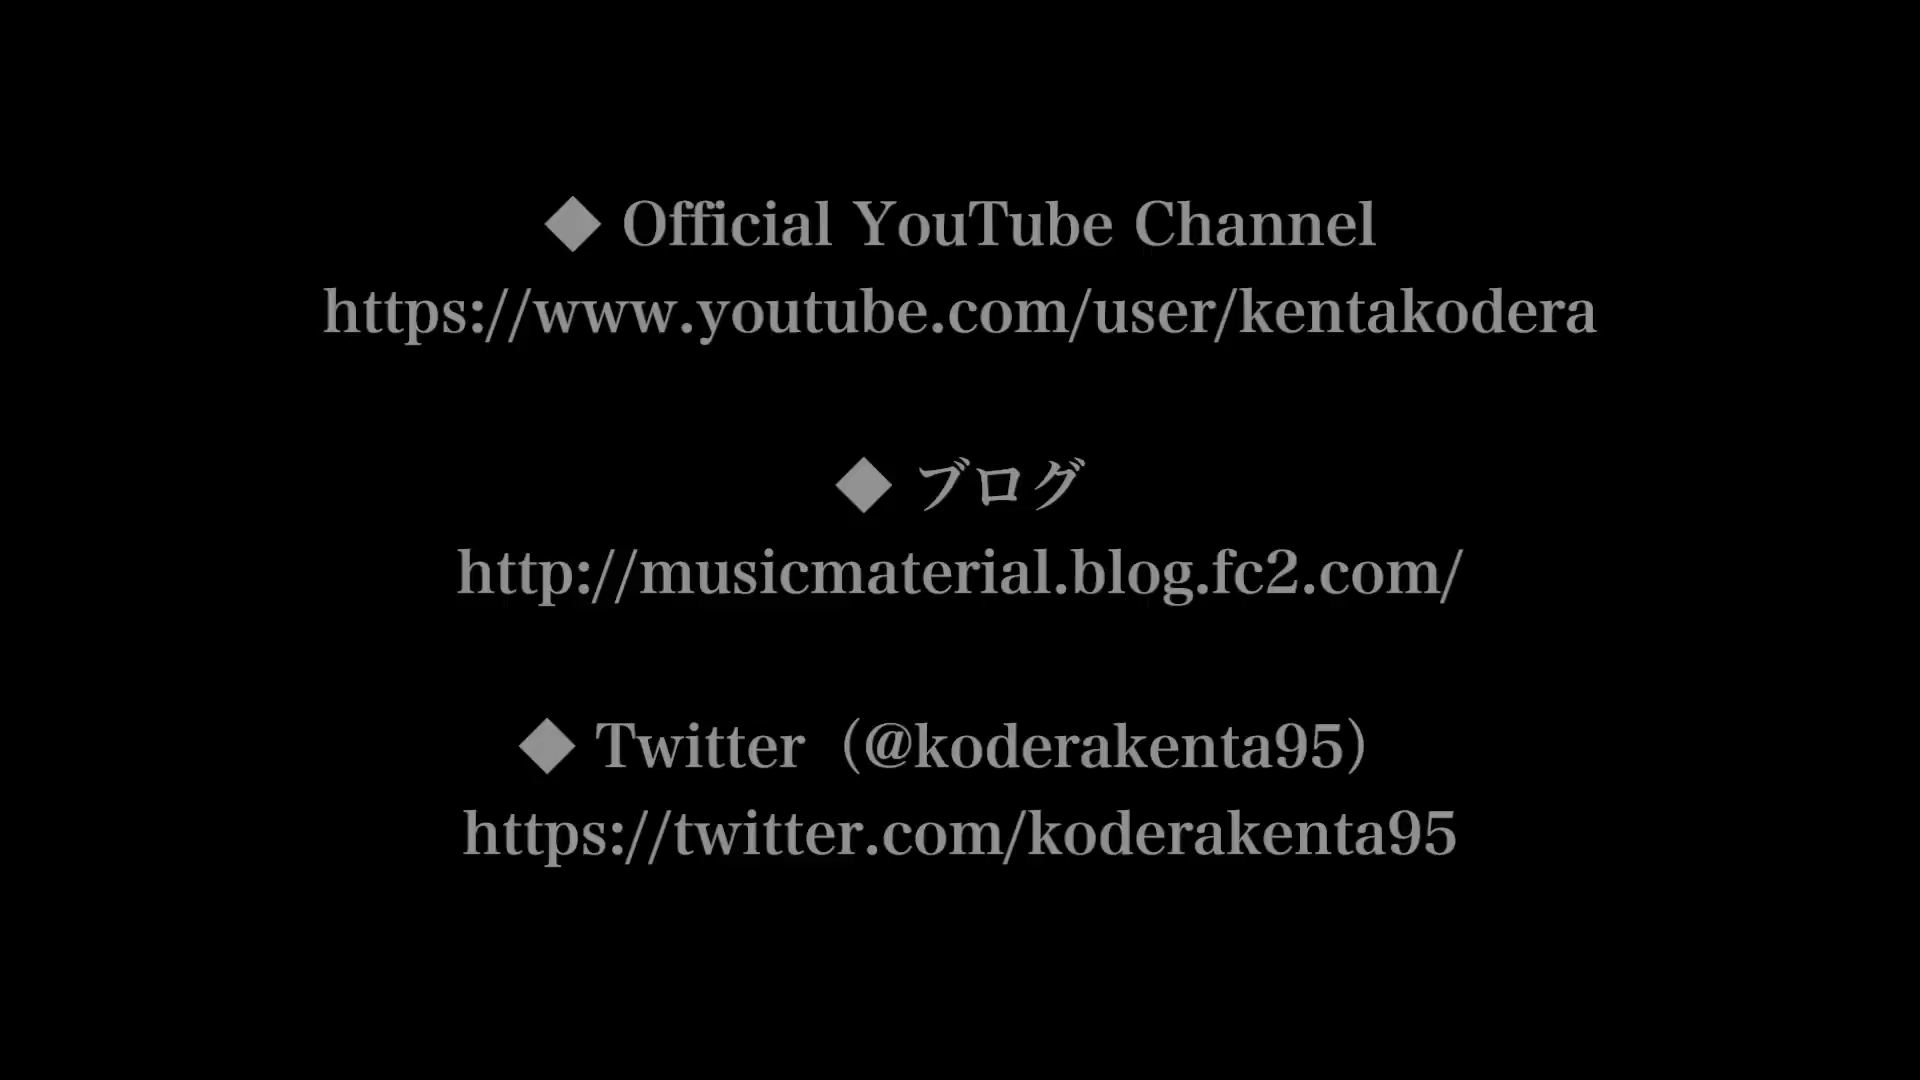 ◆ Official YouTube Channel
https://www.youtube.com/user/kentakodera
◆ ブログ
http://musicmaterial.blog.fc2.com/
◆ Twitter（@koderakenta95）
https://twitter.com/koderakenta95